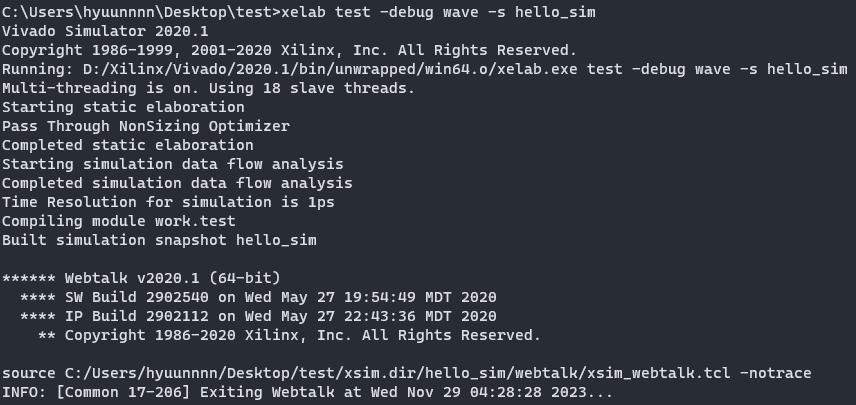 C:\Users\hyuunnnn\Desktop\test>xelab test -debug wave -s hello_sim
Vivado Simulator 2020.1
Copyright 1986-1999, 2001-2020 Xilinx, Inc. All Rights Reserved.
Running: D:/Xilinx/Vivado/2020.1/bin/unwrapped/win64.o/xelab.exe test -debug wave -s hello_sim
Multi-threading is on. Using 18 slave threads.
Starting static elaboration
Pass Through NonSizing Optimizer
Completed static elaboration
Starting simulation data flow analysis
Completed simulation data flow analysis
Time Resolution for simulation is 1ps
Compiling module work.test
Built simulation snapshot hello_sim

****** Webtalk v2020.1 (64-bit)
  **** SW Build 2902540 on Wed May 27 19:54:49 MDT 2020
  **** IP Build 2902112 on Wed May 27 22:43:36 MDT 2020
    ** Copyright 1986-2020 Xilinx, Inc. All Rights Reserved.

source C:/Users/hyuunnnn/Desktop/test/xsim.dir/hello_sim/webtalk/xsim_webtalk.tcl -notrace
INFO: [Common 17-206] Exiting Webtalk at Wed Nov 29 04:28:28 2023...